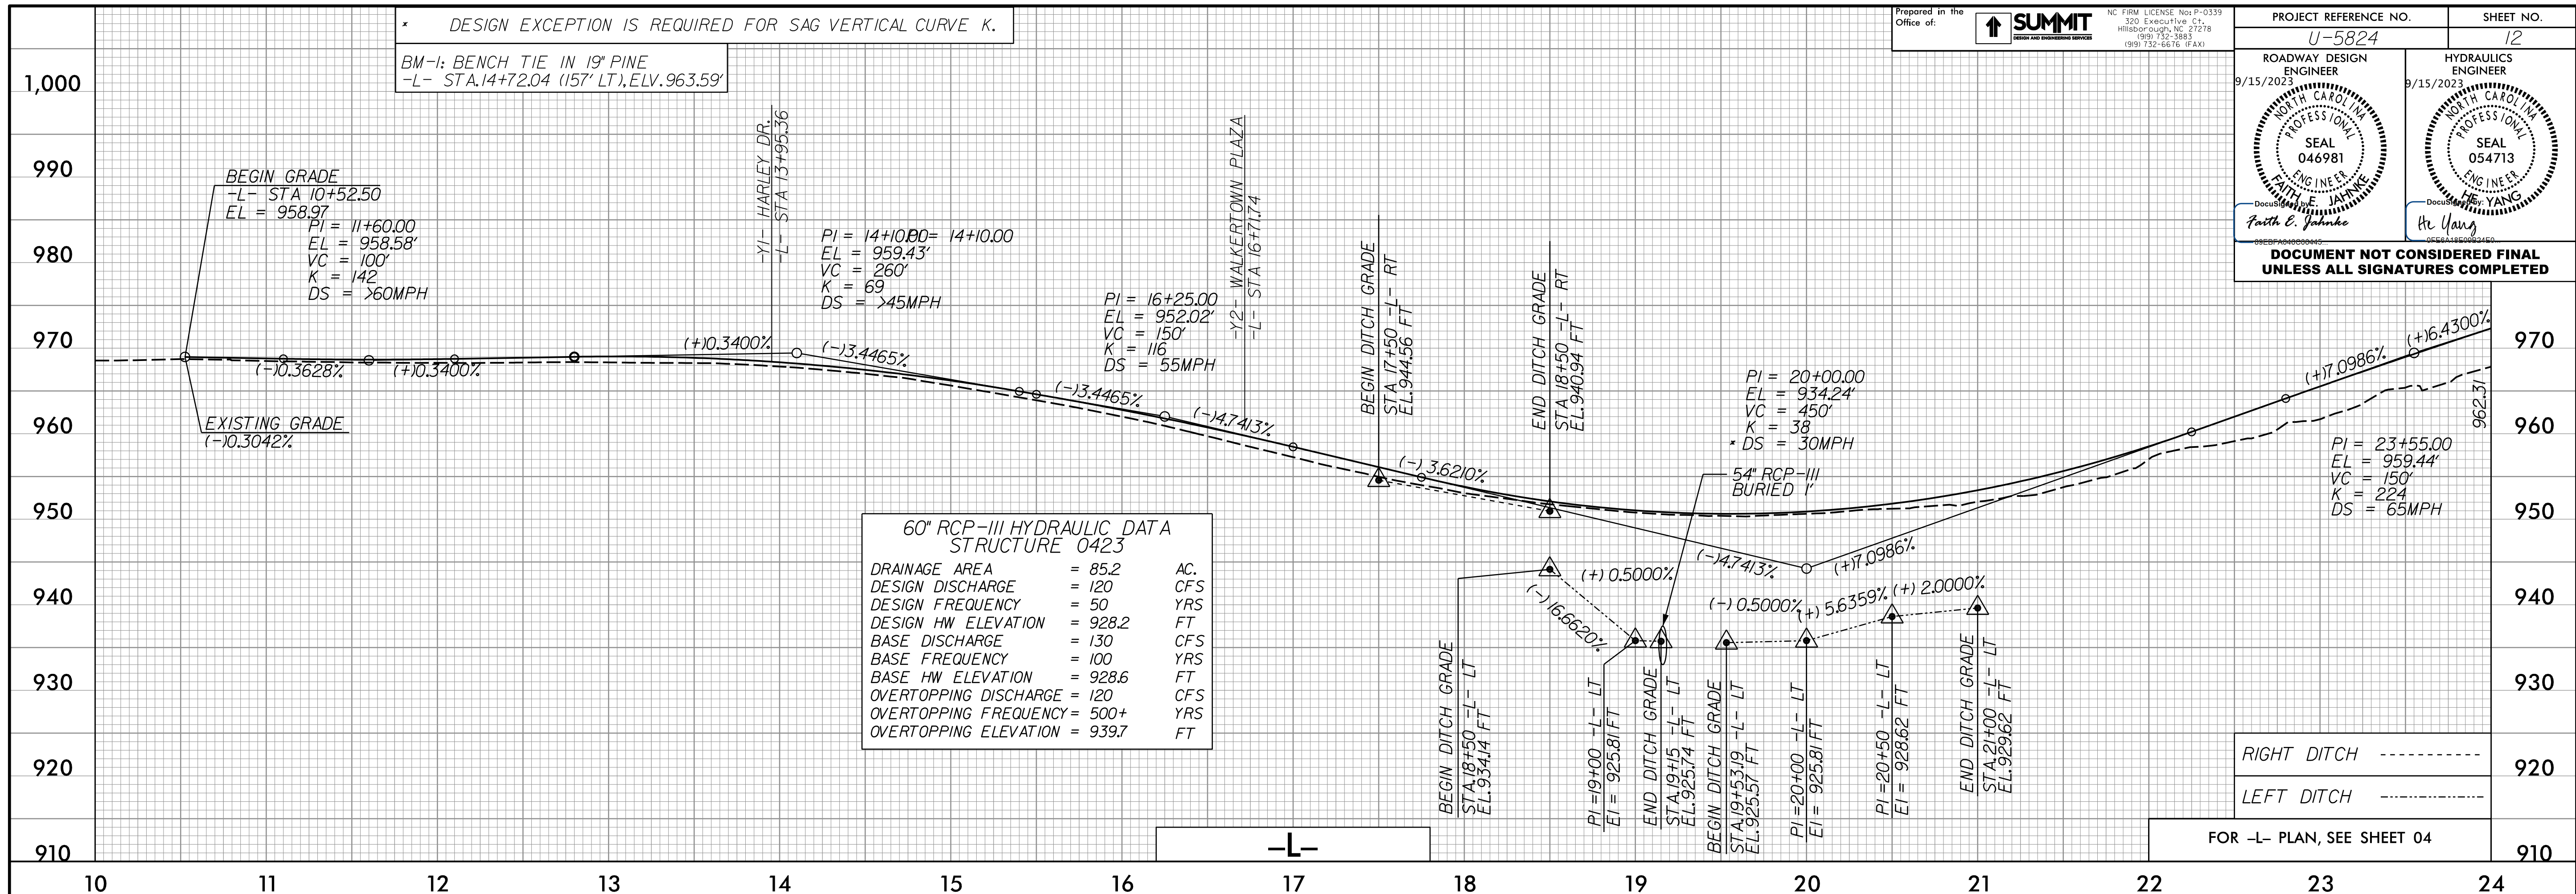 * DESIGN EXCEPTION IS REQUIRED FOR SAG VERTICAL CURVE K.
BM-1: BENCH TIE IN 19" PINE
-L- STA.14+72.04 (157' LT), ELV.963.59'
Prepared in the
Office of:
SUMMIT
DESIGN AND ENGINEERING SERVICES
NC FIRM LICENSE No: P-0339
320 Executive Ct.
Hillsborough, NC 27278
(919) 732-3883
(919) 732-6676 (FAX)
PROJECT REFERENCE NO.
SHEET NO.
U-5824
12
ROADWAY DESIGN
ENGINEER
HYDRAULICS
ENGINEER
9/15/2023
9/15/2023
NORTH CAROLINA
PROFESSIONAL
SEAL
046981
ENGINEER
FAITH E. JAHNKE
NORTH CAROLINA
PROFESSIONAL
SEAL
054713
ENGINEER
HE YANG
DocuSigned by:
Faith E. Jahnke
DocuSigned by:
He Yang
DOCUMENT NOT CONSIDERED FINAL
UNLESS ALL SIGNATURES COMPLETED
1,000
990
980
970
960
950
940
930
920
910
BEGIN GRADE
-L- STA 10+52.50
EL = 958.97
PI = 11+60.00
EL = 958.58'
VC = 100'
K = 142
DS = >60MPH
EXISTING GRADE
(-)0.3042%
(-)0.3628%
(+)0.3400%
-Y1- HARLEY DR.
-L- STA 13+95.36
PI = 14+10.00
PI = 14+10.00
EL = 959.43'
VC = 260'
K = 69
DS = >45MPH
(+)0.3400%
(-)3.4465%
PI = 16+25.00
EL = 952.02'
VC = 150'
K = 116
DS = 55MPH
-Y2- WALKERTOWN PLAZA
-L- STA 16+71.74
(-)3.4465%
(-)4.7413%
BEGIN DITCH GRADE
STA 17+50 -L- RT
EL.944.56 FT
(-) 3.6210%
END DITCH GRADE
STA 18+50 -L- RT
EL.940.94 FT
PI = 20+00.00
EL = 934.24'
VC = 450'
K = 38
* DS = 30MPH
54" RCP-III
BURIED 1'
(-)4.7413%
(+)7.0986%
(+)7.0986%
(+)6.4300%
962.31
PI = 23+55.00
EL = 959.44'
VC = 150'
K = 224
DS = 65MPH
970
960
950
940
930
920
910
60" RCP-III HYDRAULIC DATA
STRUCTURE 0423
DRAINAGE AREA = 85.2 AC.
DESIGN DISCHARGE = 120 CFS
DESIGN FREQUENCY = 50 YRS
DESIGN HW ELEVATION = 928.2 FT
BASE DISCHARGE = 130 CFS
BASE FREQUENCY = 100 YRS
BASE HW ELEVATION = 928.6 FT
OVERTOPPING DISCHARGE = 120 CFS
OVERTOPPING FREQUENCY = 500+ YRS
OVERTOPPING ELEVATION = 939.7 FT
(-)16.6620%
(+) 0.5000%
(-) 0.5000%
(+) 5.6359%
(+) 2.0000%
BEGIN DITCH GRADE
STA.18+50 -L- LT
EL.934.14 FT
PI =19+00 -L- LT
El = 925.81 FT
END DITCH GRADE
STA.19+15 -L- LT
EL.925.74 FT
BEGIN DITCH GRADE
STA.19+53.19 -L- LT
EL.925.57 FT
PI =20+00 -L- LT
El = 925.81 FT
PI =20+50 -L- LT
El = 928.62 FT
END DITCH GRADE
STA.21+00 -L- LT
EL.929.62 FT
RIGHT DITCH
LEFT DITCH
FOR -L- PLAN, SEE SHEET 04
-L-
10 11 12 13 14 15 16 17 18 19 20 21 22 23 24